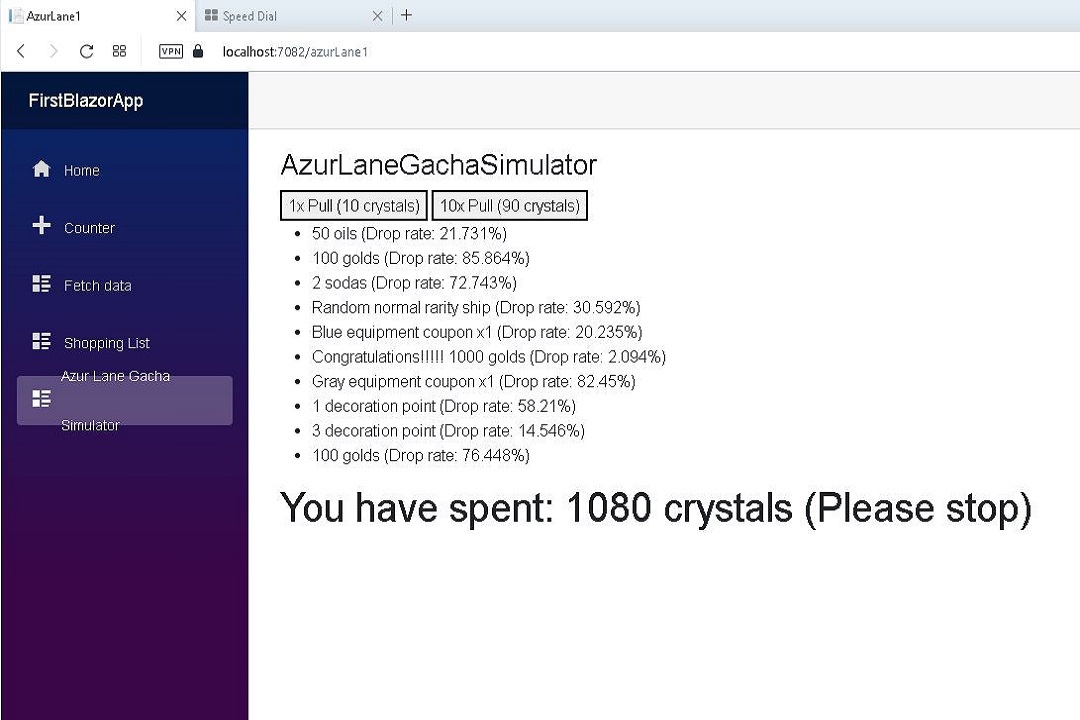 AzurLane1
Speed Dial
VPN localhost:7082/azurLane1
FirstBlazorApp
Home
Counter
Fetch data
Shopping List
Azur Lane Gacha
Simulator
AzurLaneGachaSimulator
1x Pull (10 crystals) 10x Pull (90 crystals)
50 oils (Drop rate: 21.731%)
100 golds (Drop rate: 85.864%)
2 sodas (Drop rate: 72.743%)
Random normal rarity ship (Drop rate: 30.592%)
Blue equipment coupon x1 (Drop rate: 20.235%)
Congratulations!!!!! 1000 golds (Drop rate: 2.094%)
Gray equipment coupon x1 (Drop rate: 82.45%)
1 decoration point (Drop rate: 58.21%)
3 decoration point (Drop rate: 14.546%)
100 golds (Drop rate: 76.448%)
You have spent: 1080 crystals (Please stop)